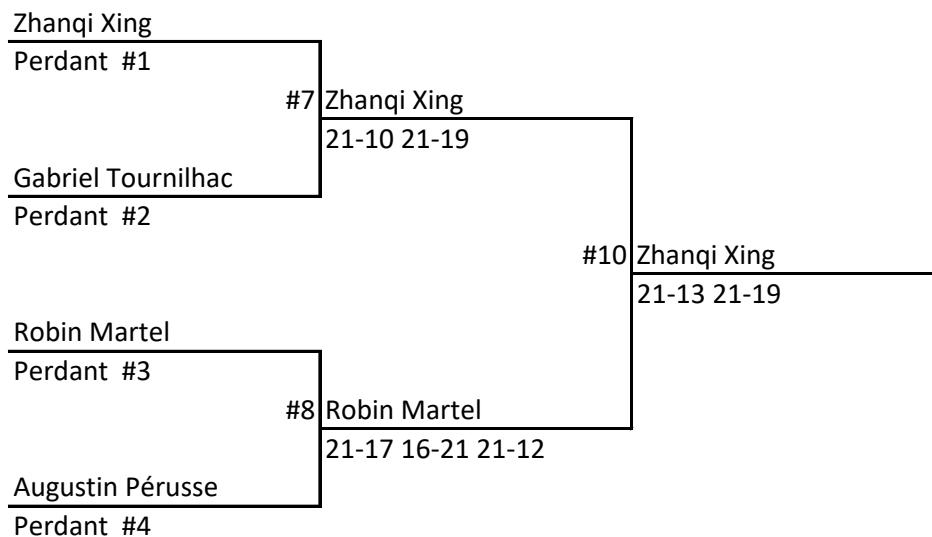 Zhanqi Xing
Perdant #1
#7 Zhanqi Xing
21-10 21-19
Gabriel Tournilhac
Perdant #2
#10 Zhanqi Xing
21-13 21-19
Robin Martel
Perdant #3
#8 Robin Martel
21-17 16-21 21-12
Augustin Pérusse
Perdant #4